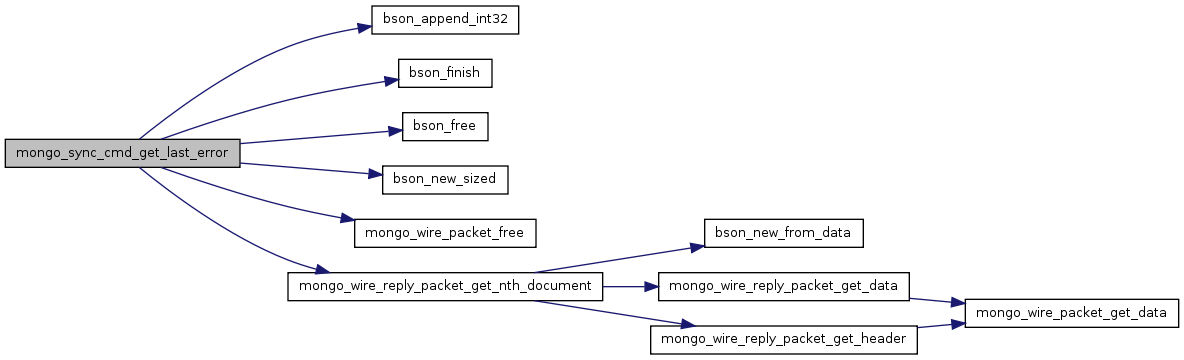 mongo_sync_cmd_get_last_error
bson_append_int32
bson_finish
bson_free
bson_new_sized
mongo_wire_packet_free
mongo_wire_reply_packet_get_nth_document
bson_new_from_data
mongo_wire_reply_packet_get_data
mongo_wire_reply_packet_get_header
mongo_wire_packet_get_data